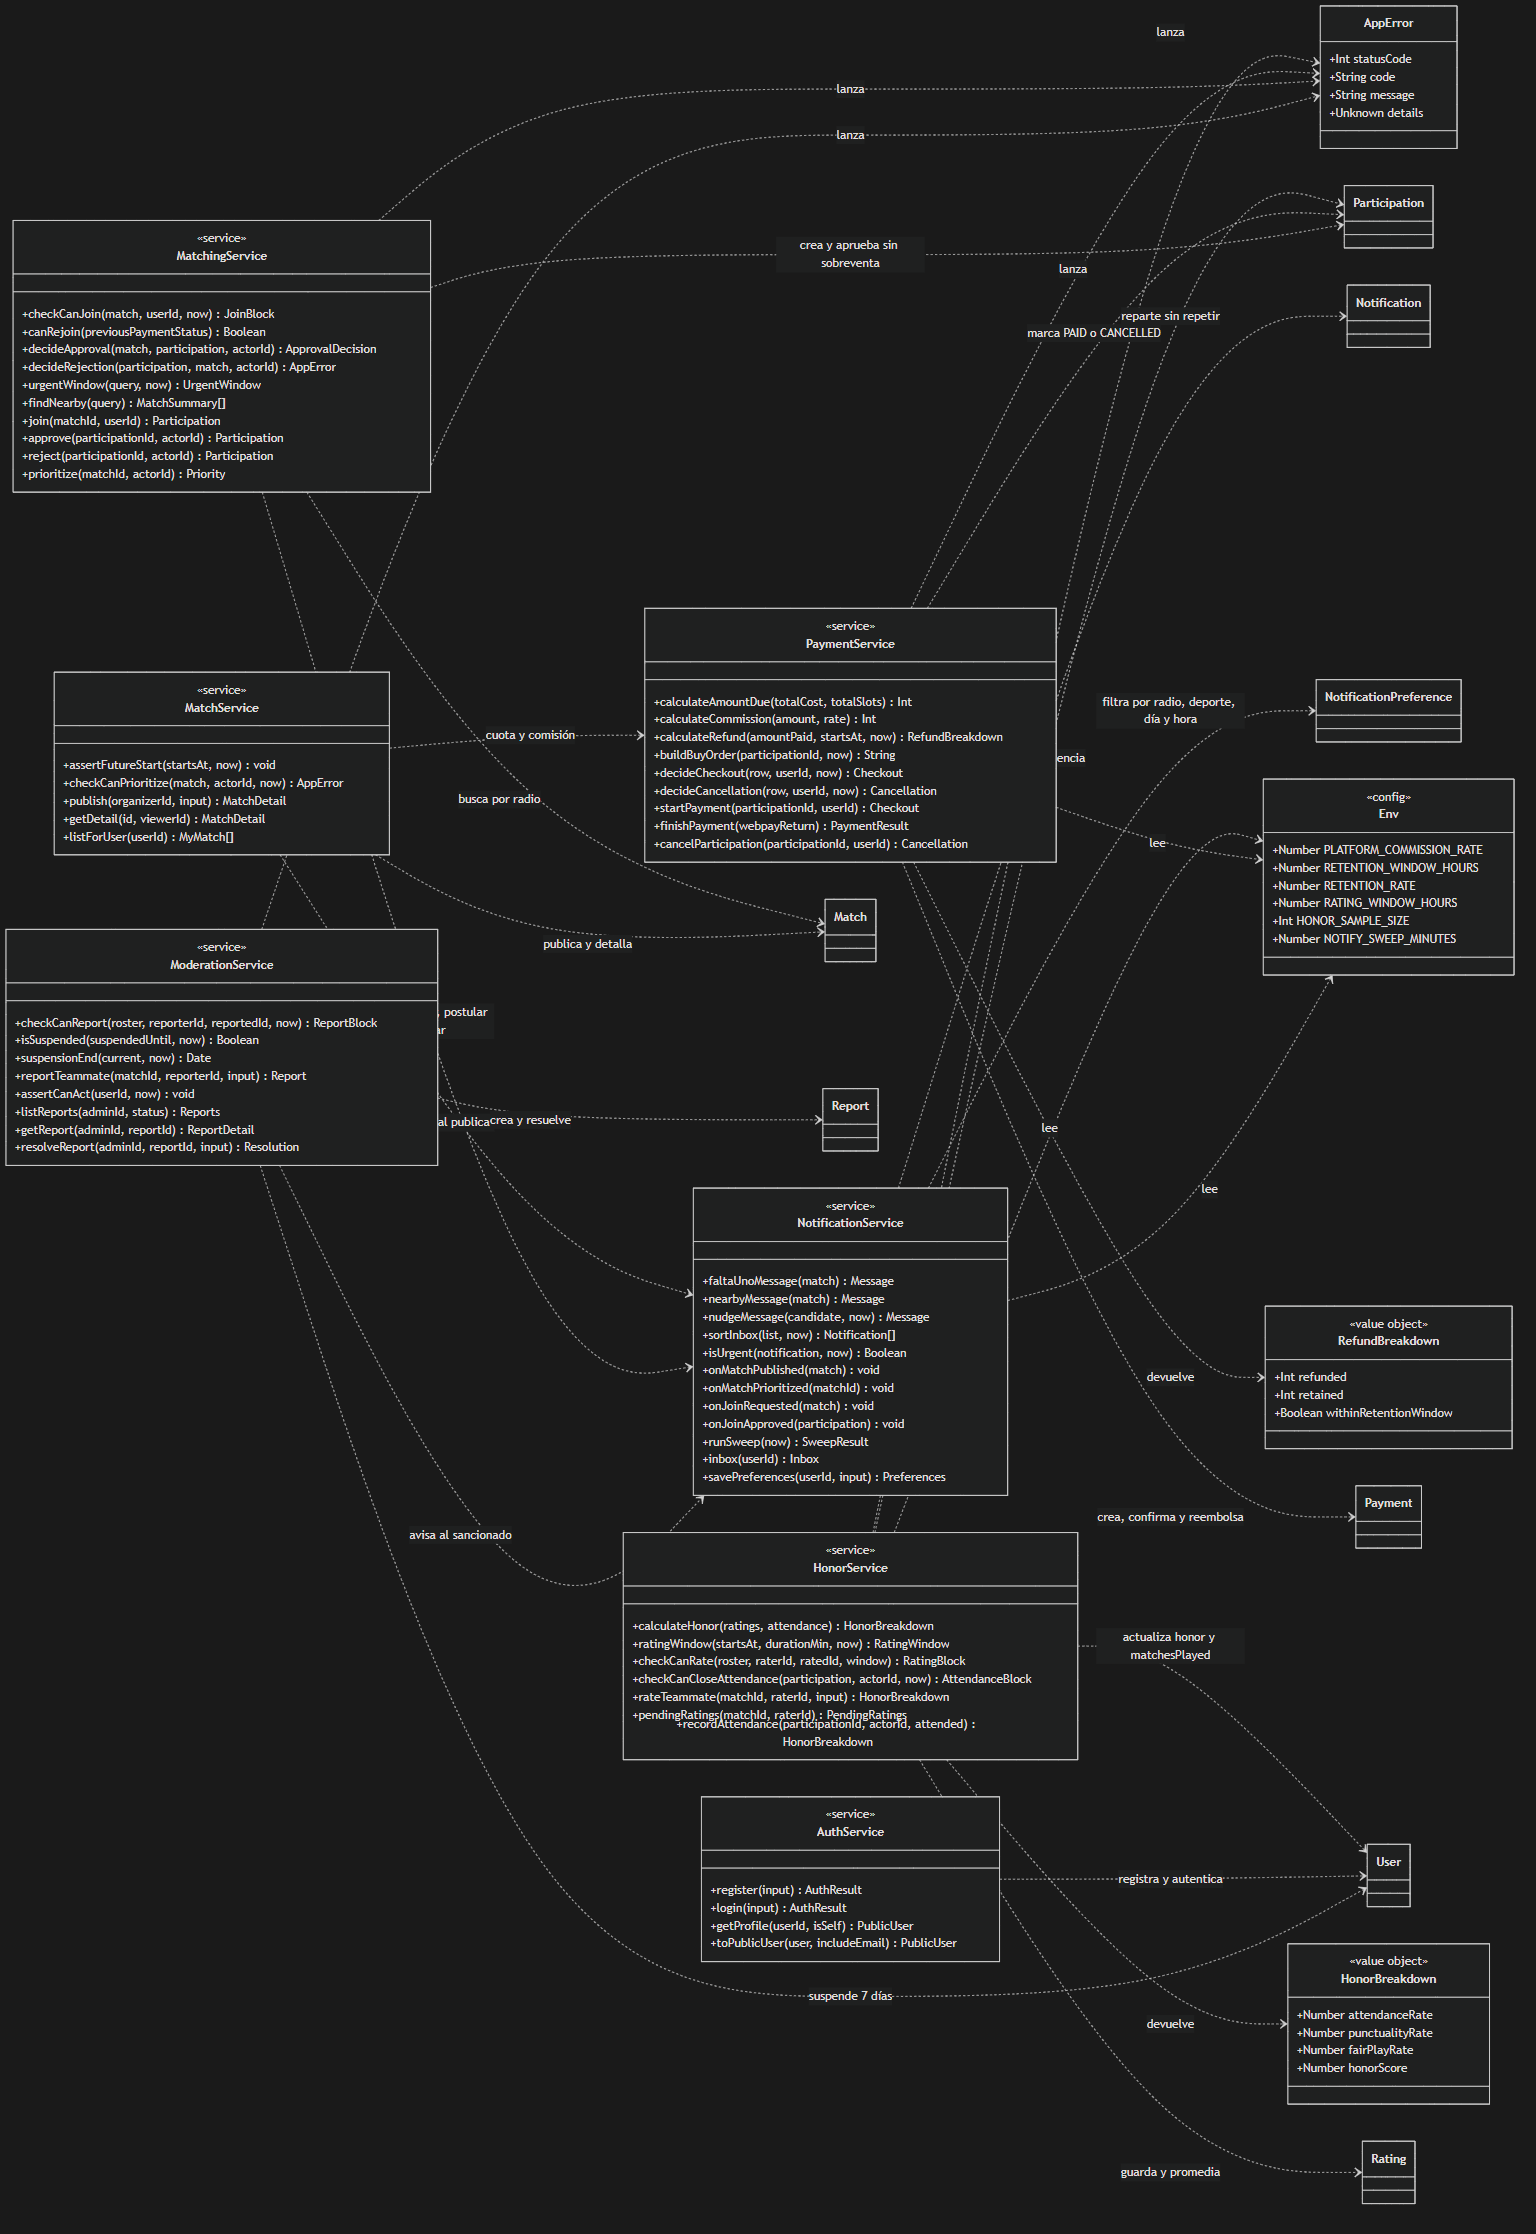 lanza
AppError
+Int statusCode
+String code
+String message
+Unknown details
lanza
lanza
Participation
«service»
MatchingService
+checkCanJoin(match, userId, now) : JoinBlock
+canRejoin(previousPaymentStatus) : Boolean
+decideApproval(match, participation, actorId) : ApprovalDecision
+decideRejection(participation, match, actorId) : AppError
+urgentWindow(query, now) : UrgentWindow
+findNearby(query) : MatchSummary[]
+join(matchId, userId) : Participation
+approve(participationId, actorId) : Participation
+reject(participationId, actorId) : Participation
+prioritize(matchId, actorId) : Priority
crea y aprueba sin
sobreventa
lanza
Notification
reparte sin repetir
marca PAID o CANCELLED
«service»
PaymentService
+calculateAmountDue(totalCost, totalSlots) : Int
+calculateCommission(amount, rate) : Int
+calculateRefund(amountPaid, startsAt, now) : RefundBreakdown
+buildBuyOrder(participationId, now) : String
+decideCheckout(row, userId, now) : Checkout
+decideCancellation(row, userId, now) : Cancellation
+startPayment(participationId, userId) : Checkout
+finishPayment(webpayReturn) : PaymentResult
+cancelParticipation(participationId, userId) : Cancellation
«service»
MatchService
+assertFutureStart(startsAt, now) : void
+checkCanPrioritize(match, actorId, now) : AppError
+publish(organizerId, input) : MatchDetail
+getDetail(id, viewerId) : MatchDetail
+listForUser(userId) : MyMatch[]
cuota y comisión
filtra por radio, deporte,
día y hora
NotificationPreference
encia
busca por radio
lee
«config»
Env
+Number PLATFORM_COMMISSION_RATE
+Number RETENTION_WINDOW_HOURS
+Number RETENTION_RATE
+Number RATING_WINDOW_HOURS
+Int HONOR_SAMPLE_SIZE
+Number NOTIFY_SWEEP_MINUTES
Match
publica y detalla
«service»
ModerationService
+checkCanReport(roster, reporterId, reportedId, now) : ReportBlock
+isSuspended(suspendedUntil, now) : Boolean
+suspensionEnd(current, now) : Date
+reportTeammate(matchId, reporterId, input) : Report
+assertCanAct(userId, now) : void
+listReports(adminId, status) : Reports
+getReport(adminId, reportId) : ReportDetail
+resolveReport(adminId, reportId, input) : Resolution
, postular
ar
al publica
crea y resuelve
Report
lee
lee
«service»
NotificationService
+faltaUnoMessage(match) : Message
+nearbyMessage(match) : Message
+nudgeMessage(candidate, now) : Message
+sortInbox(list, now) : Notification[]
+isUrgent(notification, now) : Boolean
+onMatchPublished(match) : void
+onMatchPrioritized(matchId) : void
+onJoinRequested(match) : void
+onJoinApproved(participation) : void
+runSweep(now) : SweepResult
+inbox(userId) : Inbox
+savePreferences(userId, input) : Preferences
«value object»
RefundBreakdown
+Int refunded
+Int retained
+Boolean withinRetentionWindow
devuelve
Payment
crea, confirma y reembolsa
avisa al sancionado
«service»
HonorService
+calculateHonor(ratings, attendance) : HonorBreakdown
+ratingWindow(startsAt, durationMin, now) : RatingWindow
+checkCanRate(roster, raterId, ratedId, window) : RatingBlock
+checkCanCloseAttendance(participation, actorId, now) : AttendanceBlock
+rateTeammate(matchId, raterId, input) : HonorBreakdown
+pendingRatings(matchId, raterId) : PendingRatings
+recordAttendance(participationId, actorId, attended) :
HonorBreakdown
actualiza honor y
matchesPlayed
«service»
AuthService
+register(input) : AuthResult
+login(input) : AuthResult
+getProfile(userId, isSelf) : PublicUser
+toPublicUser(user, includeEmail) : PublicUser
registra y autentica
User
suspende 7 días
devuelve
«value object»
HonorBreakdown
+Number attendanceRate
+Number punctualityRate
+Number fairPlayRate
+Number honorScore
guarda y promedia
Rating